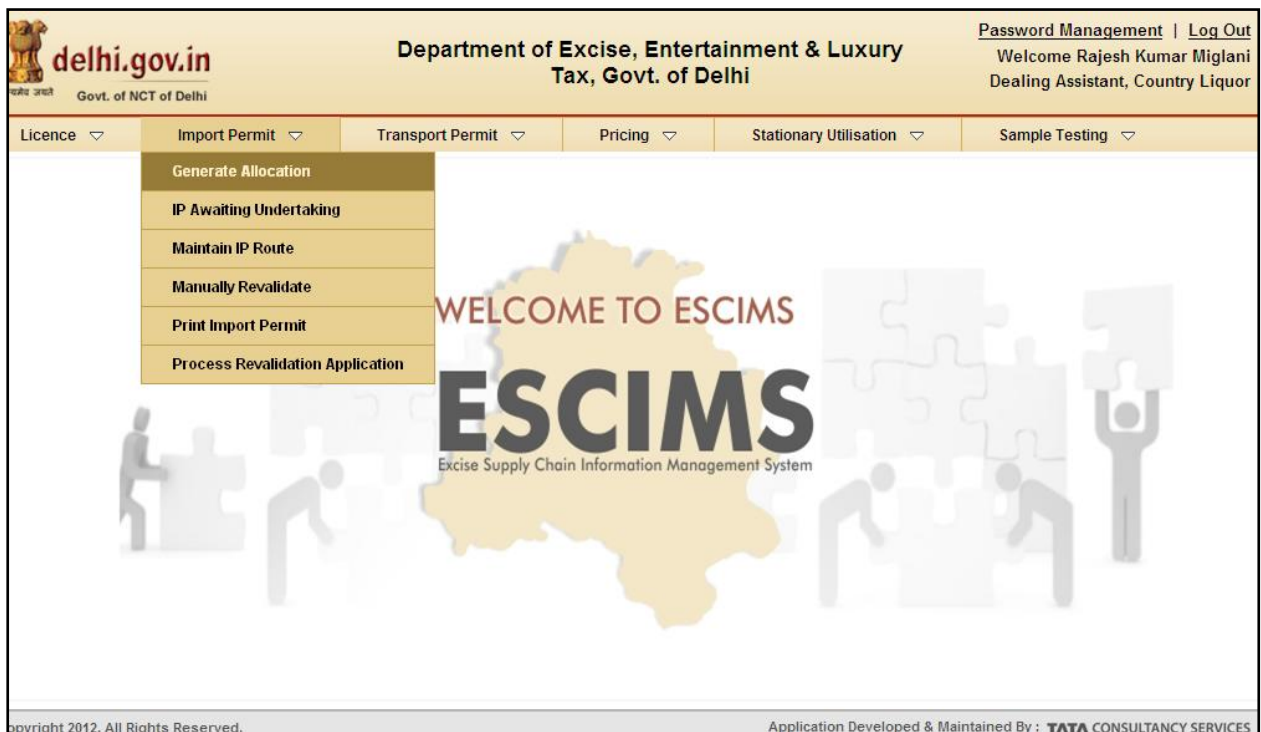 delhi.gov.in
Govt. of NCT of Delhi
Department of Excise, Entertainment & Luxury
Tax, Govt. of Delhi
Password Management | Log Out
Welcome Rajesh Kumar Miglani
Dealing Assistant, Country Liquor
Licence Import Permit Transport Permit Pricing Stationary Utilisation Sample Testing
Generate Allocation
IP Awaiting Undertaking
Maintain IP Route
Manually Revalidate
Print Import Permit
Process Revalidation Application
WELCOME TO ESCIMS
ESCIMS
Excise Supply Chain Information Management System
opyright 2012. All Rights Reserved.
Application Developed & Maintained By : TATA CONSULTANCY SERVICES